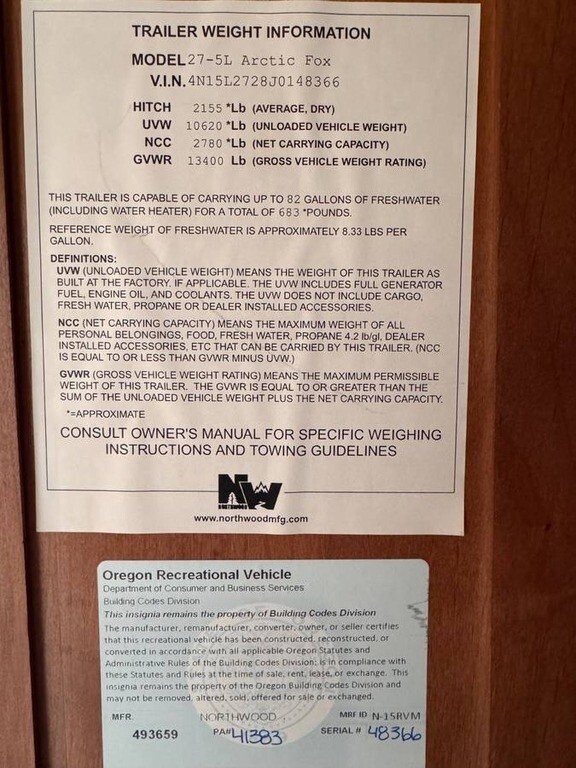 TRAILER WEIGHT INFORMATION
MODEL 27-5L Arctic Fox
V.I.N. 4N15L2728J0148366
HITCH 2155 *Lb (AVERAGE, DRY)
UVW 10620 *Lb (UNLOADED VEHICLE WEIGHT)
NCC 2780 *Lb (NET CARRYING CAPACITY)
GVWR 13400 Lb (GROSS VEHICLE WEIGHT RATING)
THIS TRAILER IS CAPABLE OF CARRYING UP TO 82 GALLONS OF FRESHWATER
(INCLUDING WATER HEATER) FOR A TOTAL OF 683 *POUNDS.
REFERENCE WEIGHT OF FRESHWATER IS APPROXIMATELY 8.33 LBS PER
GALLON.
DEFINITIONS:
UVW (UNLOADED VEHICLE WEIGHT) MEANS THE WEIGHT OF THIS TRAILER AS
BUILT AT THE FACTORY. IF APPLICABLE. THE UVW INCLUDES FULL GENERATOR
FUEL, ENGINE OIL, AND COOLANTS. THE UVW DOES NOT INCLUDE CARGO,
FRESH WATER, PROPANE OR DEALER INSTALLED ACCESSORIES.
NCC (NET CARRYING CAPACITY) MEANS THE MAXIMUM WEIGHT OF ALL
PERSONAL BELONGINGS, FOOD, FRESH WATER, PROPANE 4.2 lb/gl, DEALER
INSTALLED ACCESSORIES, ETC THAT CAN BE CARRIED BY THIS TRAILER. (NCC
IS EQUAL TO OR LESS THAN GVWR MINUS UVW.)
GVWR (GROSS VEHICLE WEIGHT RATING) MEANS THE MAXIMUM PERMISSIBLE
WEIGHT OF THIS TRAILER. THE GVWR IS EQUAL TO OR GREATER THAN THE
SUM OF THE UNLOADED VEHICLE WEIGHT PLUS THE NET CARRYING CAPACITY.
*=APPROXIMATE
CONSULT OWNER'S MANUAL FOR SPECIFIC WEIGHING
INSTRUCTIONS AND TOWING GUIDELINES
NW
NORTHWOOD
www.northwoodmfg.com
Oregon Recreational Vehicle
Department of Consumer and Business Services
Building Codes Division
This insignia remains the property of Building Codes Division
The manufacturer, remanufacturer, converter, owner, or seller certifies
that this recreational vehicle has been constructed, reconstructed, or
converted in accordance with all applicable Oregon Statutes and
Administrative Rules of the Building Codes Division, is in compliance with
these Statutes and Rules at the time of sale, rent, lease, or exchange. This
insignia remains the property of the Oregon Building Codes Division and
may not be removed, altered, sold, offered for sale or exchanged.
MFR. NORTHWOOD MBI ID N-15RVM
493659 PA# 41383 SERIAL # 48366